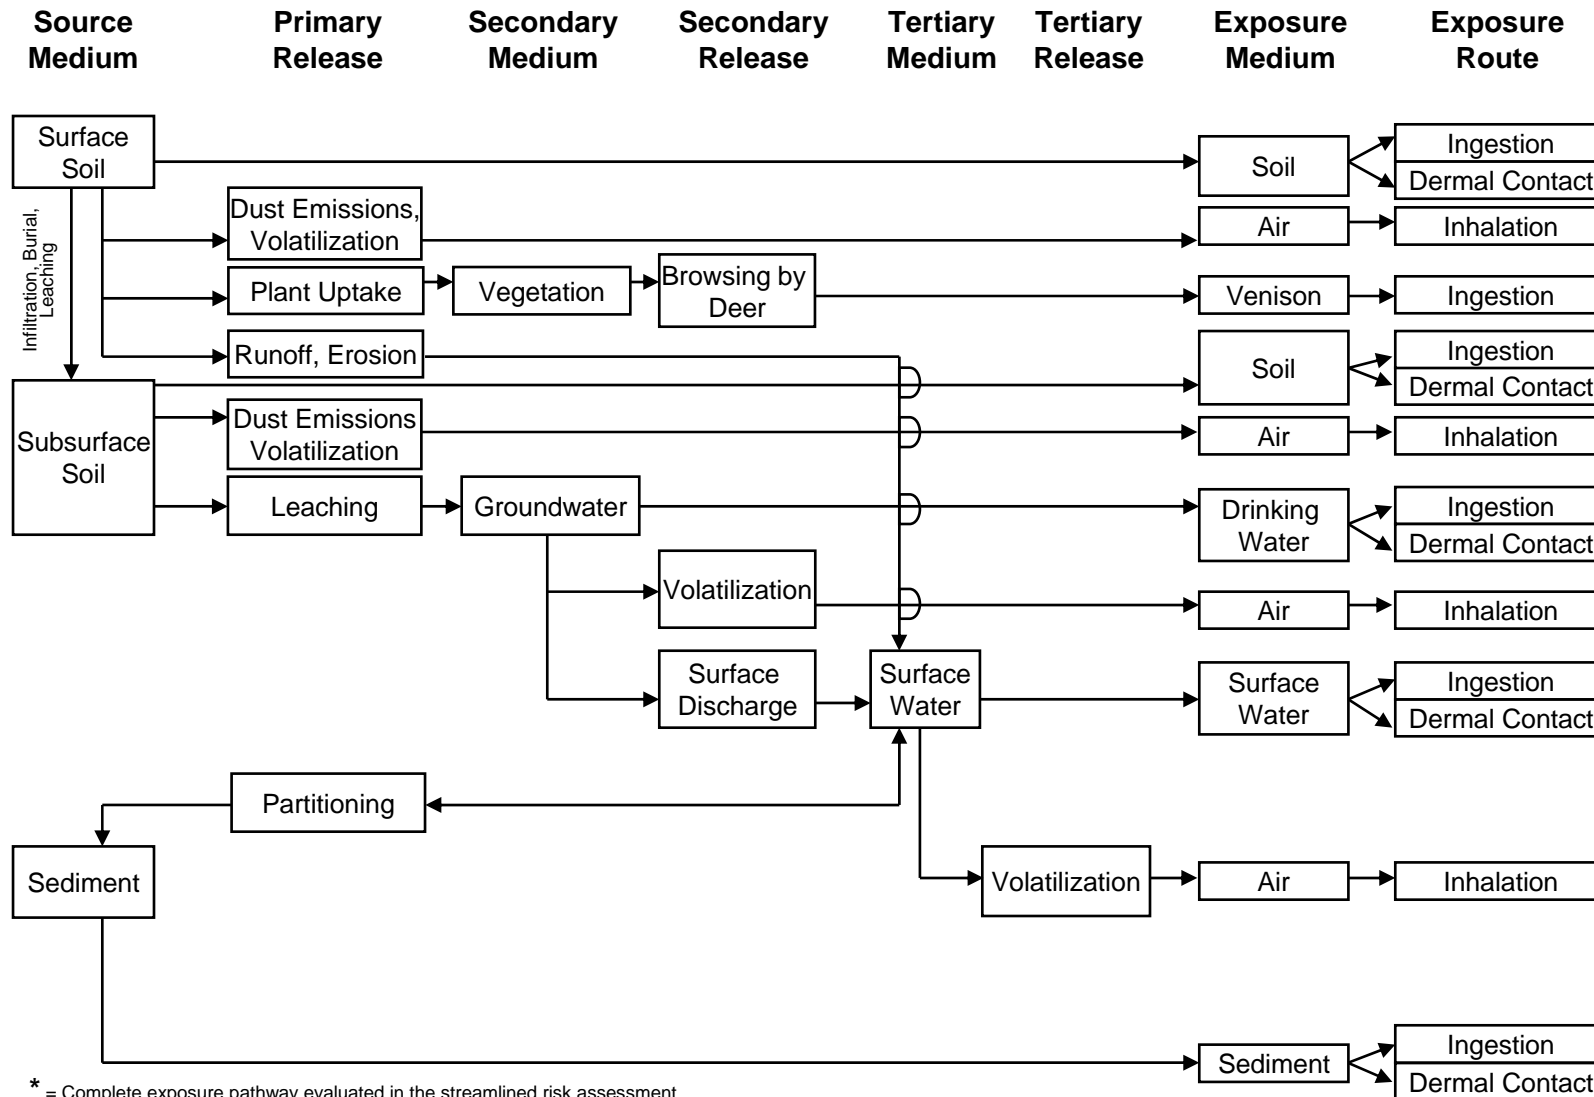 Source
Medium
Primary
Release
Secondary
Medium
Secondary
Release
Tertiary
Medium
Tertiary
Release
Exposure
Medium
Exposure
Route
Surface
Soil
Soil
Ingestion
Dermal Contact
Infiltration, Burial,
Leaching
Dust Emissions,
Volatilization
Air
Inhalation
Plant Uptake
Vegetation
Browsing by
Deer
Venison
Ingestion
Runoff, Erosion
Subsurface
Soil
Soil
Ingestion
Dermal Contact
Dust Emissions
Volatilization
Air
Inhalation
Leaching
Groundwater
Drinking
Water
Ingestion
Dermal Contact
Volatilization
Air
Inhalation
Surface
Discharge
Surface
Water
Surface
Water
Ingestion
Dermal Contact
Partitioning
Sediment
Volatilization
Air
Inhalation
Sediment
Ingestion
Dermal Contact
* = Complete exposure pathway evaluated in the streamlined risk assessment